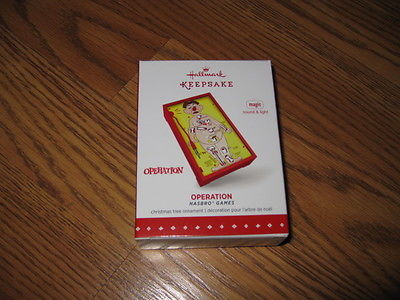 Hallmark
KEEPSAKE
magic
sound & light
OPERATION
OPERATION
HASBRO® GAMES
christmas tree ornament | décoration pour l'arbre de noël